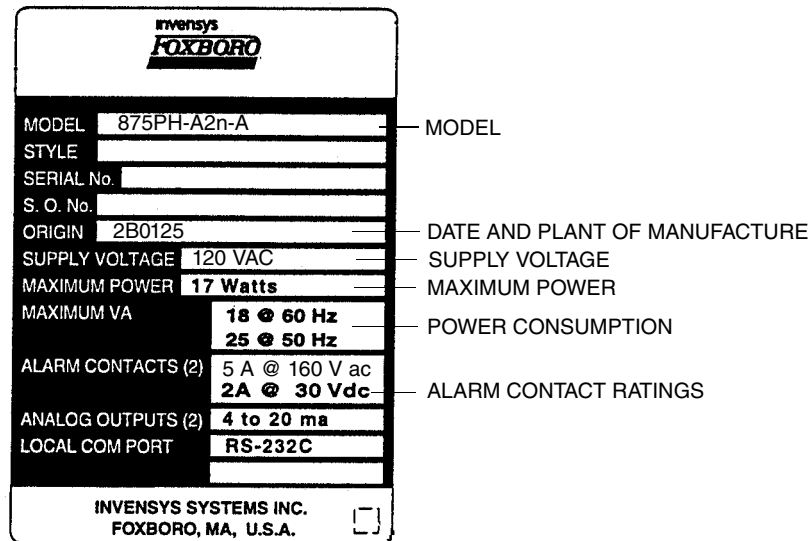 invensys
FOXBORO
MODEL 875PH-A2n-A MODEL
STYLE
SERIAL No.
S. O. No.
ORIGIN 2B0125 DATE AND PLANT OF MANUFACTURE
SUPPLY VOLTAGE 120 VAC SUPPLY VOLTAGE
MAXIMUM POWER 17 Watts MAXIMUM POWER
MAXIMUM VA 18 @ 60 Hz
25 @ 50 Hz POWER CONSUMPTION
ALARM CONTACTS (2) 5 A @ 160 V ac
2A @ 30 Vdc ALARM CONTACT RATINGS
ANALOG OUTPUTS (2) 4 to 20 ma
LOCAL COM PORT RS-232C
INVENSYS SYSTEMS INC.
FOXBORO, MA, U.S.A.